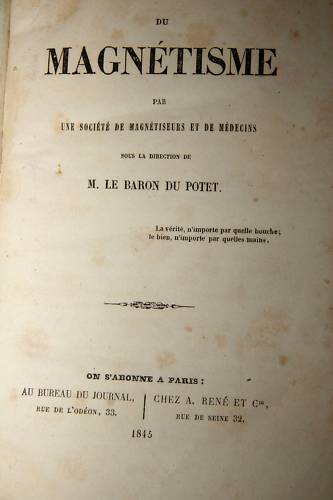 DU
MAGNÉTISME
PAR
UNE SOCIÉTÉ DE MAGNÉTISEURS ET DE MÉDECINS
SOUS LA DIRECTION DE
M. LE BARON DU POTET.
La vérité, n'importe par quelle bouche;
le bien, n'importe par quelles mains.
ON S'ABONNE A PARIS:
AU BUREAU DU JOURNAL,
RUE DE L'ODÉON, 33.
CHEZ A. RENÉ ET Cie,
RUE DE SEINE 32.
1845